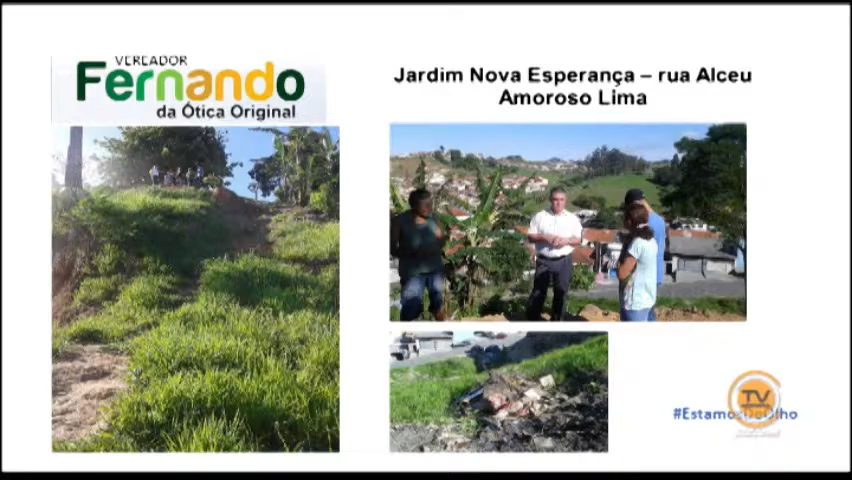 VEREADOR
Fernando
da Ótica Original
Jardim Nova Esperança – rua Alceu
Amoroso Lima
TV
#EstamosDeOlho